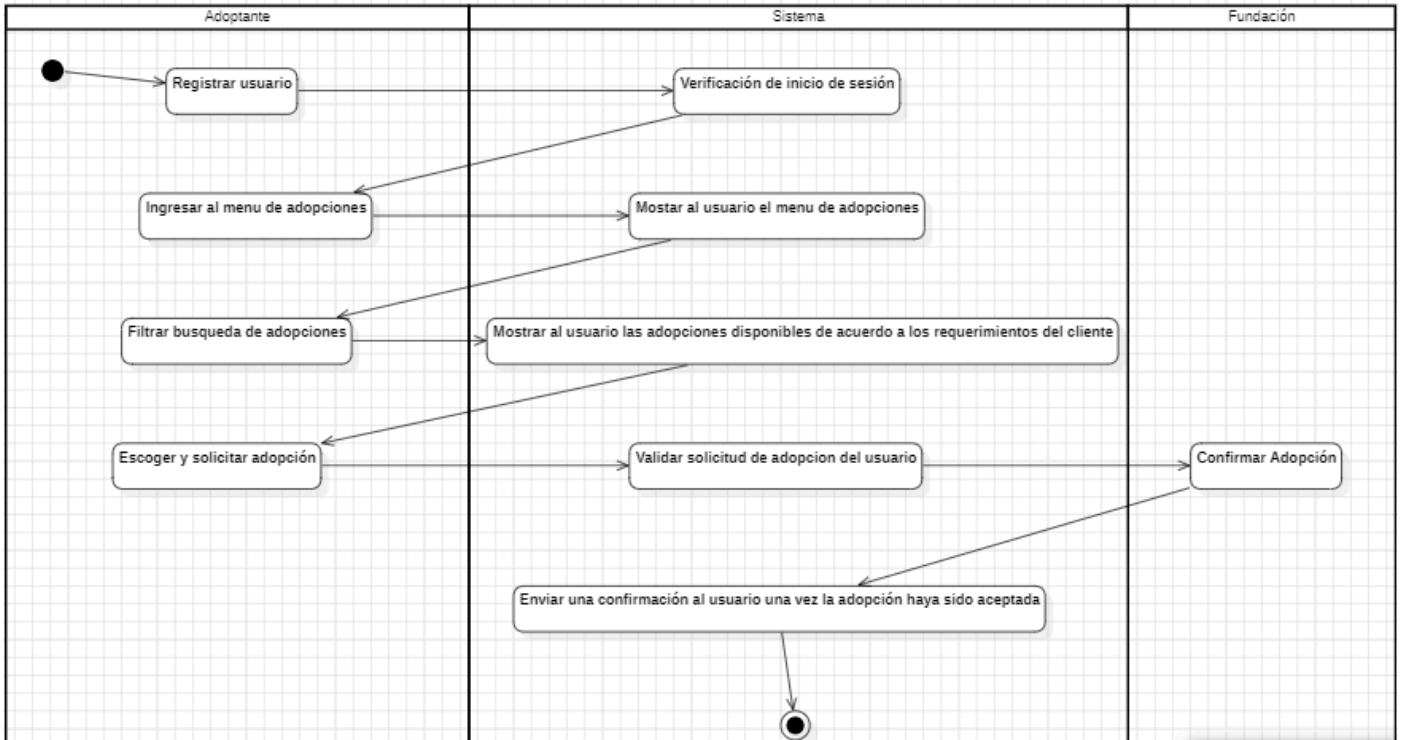 Adoptante
Sistema
Fundación
Registrar usuario
Verificación de inicio de sesión
Ingresar al menu de adopciones
Mostar al usuario el menu de adopciones
Filtrar busqueda de adopciones
Mostrar al usuario las adopciones disponibles de acuerdo a los requerimientos del cliente
Escoger y solicitar adopción
Validar solicitud de adopcion del usuario
Confirmar Adopción
Enviar una confirmación al usuario una vez la adopción haya sido aceptada